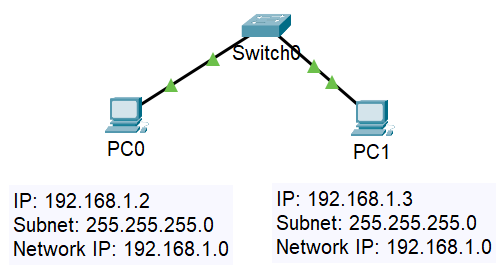 Switch0
PC0
PC1
IP: 192.168.1.2
Subnet: 255.255.255.0
Network IP: 192.168.1.0
IP: 192.168.1.3
Subnet: 255.255.255.0
Network IP: 192.168.1.0